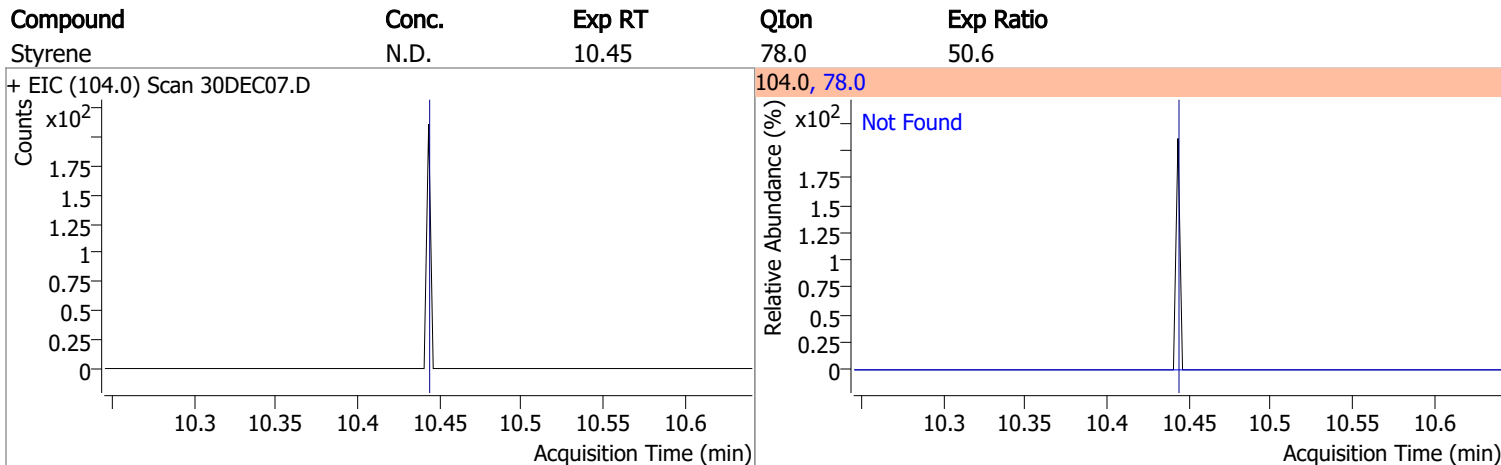 Compound Conc. Exp RT QIon Exp Ratio
Styrene N.D. 10.45 78.0 50.6
+ EIC (104.0) Scan 30DEC07.D
Counts
x102
1.75
1.5
1.25
1
0.75
0.5
0.25
0
10.3 10.35 10.4 10.45 10.5 10.55 10.6
Acquisition Time (min)
104.0, 78.0
Relative Abundance (%)
x102
Not Found
1.75
1.5
1.25
1
0.75
0.5
0.25
0
10.3 10.35 10.4 10.45 10.5 10.55 10.6
Acquisition Time (min)